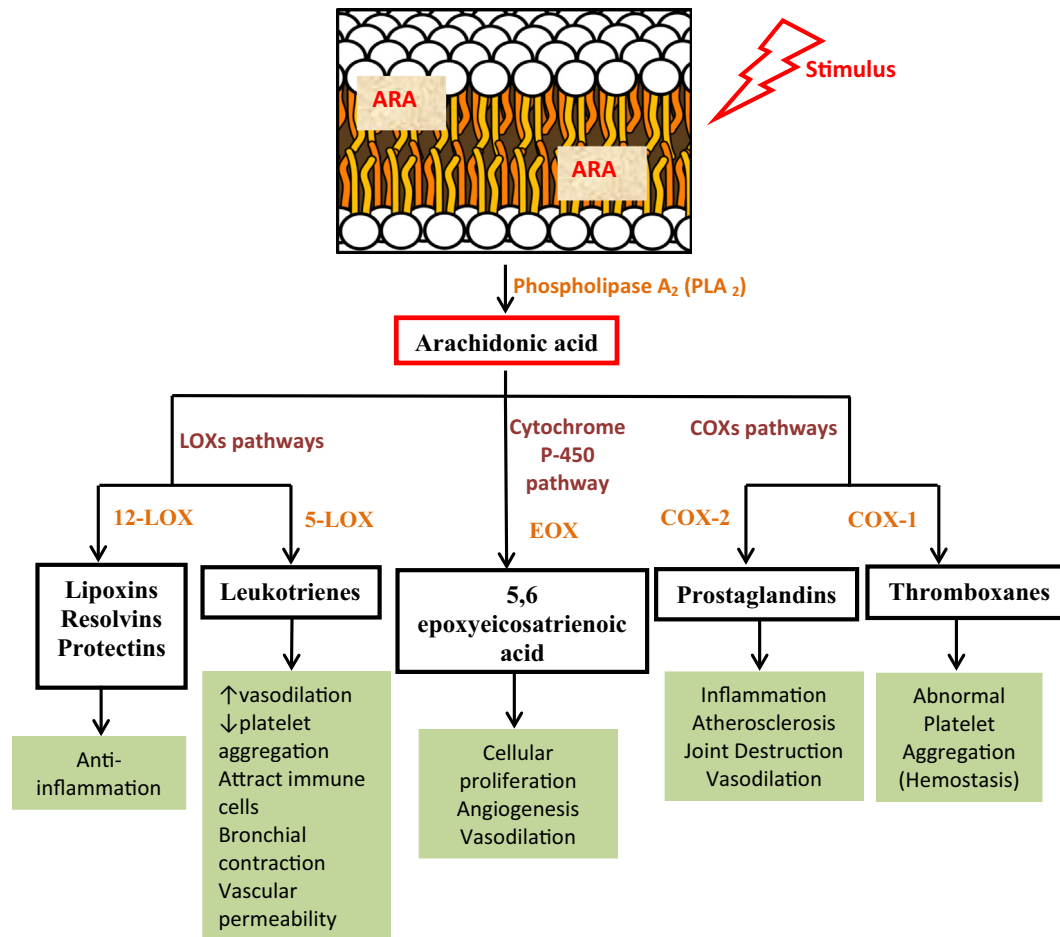 Stimulus
ARA
ARA
Phospholipase A₂ (PLA ₂)
Arachidonic acid
LOXs pathways
Cytochrome
P-450
pathway
COXs pathways
12-LOX
5-LOX
EOX
COX-2
COX-1
Lipoxins
Resolvins
Protectins
Leukotrienes
5,6
epoxyeicosatrienoic
acid
Prostaglandins
Thromboxanes
Anti-
inflammation
↑vasodilation
↓platelet
aggregation
Attract immune
cells
Bronchial
contraction
Vascular
permeability
Cellular
proliferation
Angiogenesis
Vasodilation
Inflammation
Atherosclerosis
Joint Destruction
Vasodilation
Abnormal
Platelet
Aggregation
(Hemostasis)